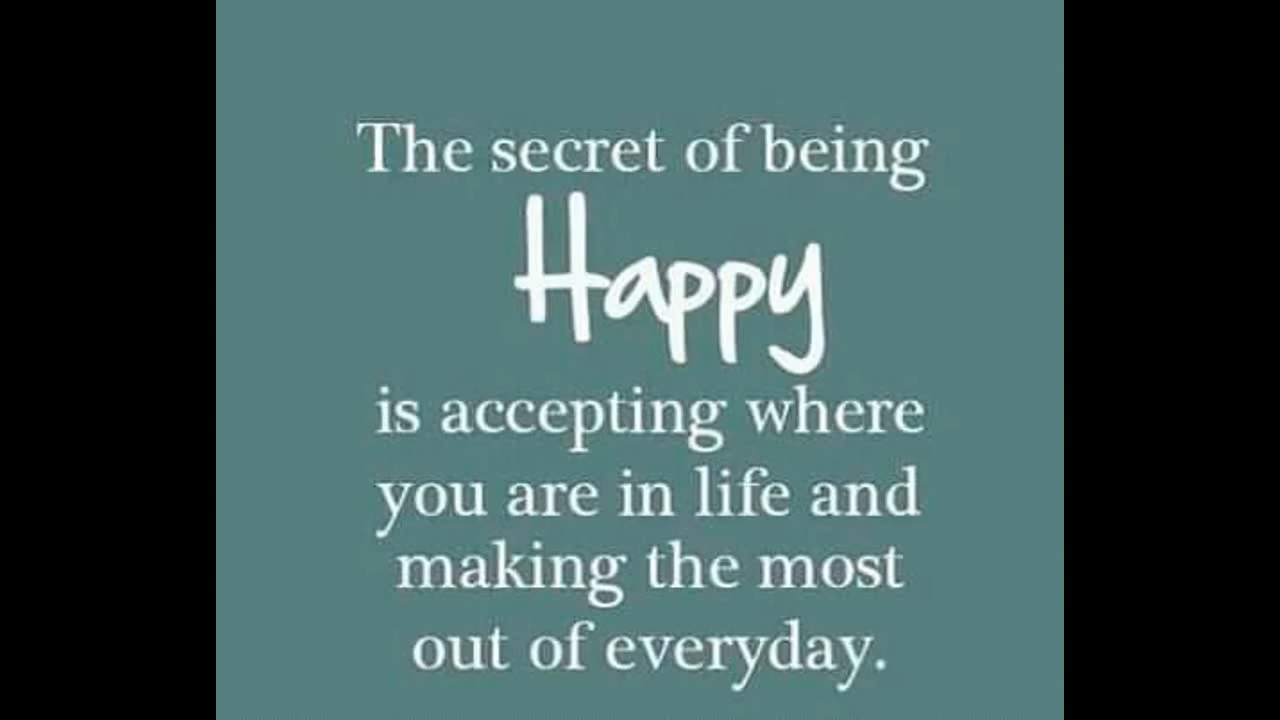 The secret of being
Happy
is accepting where
you are in life and
making the most
out of everyday.